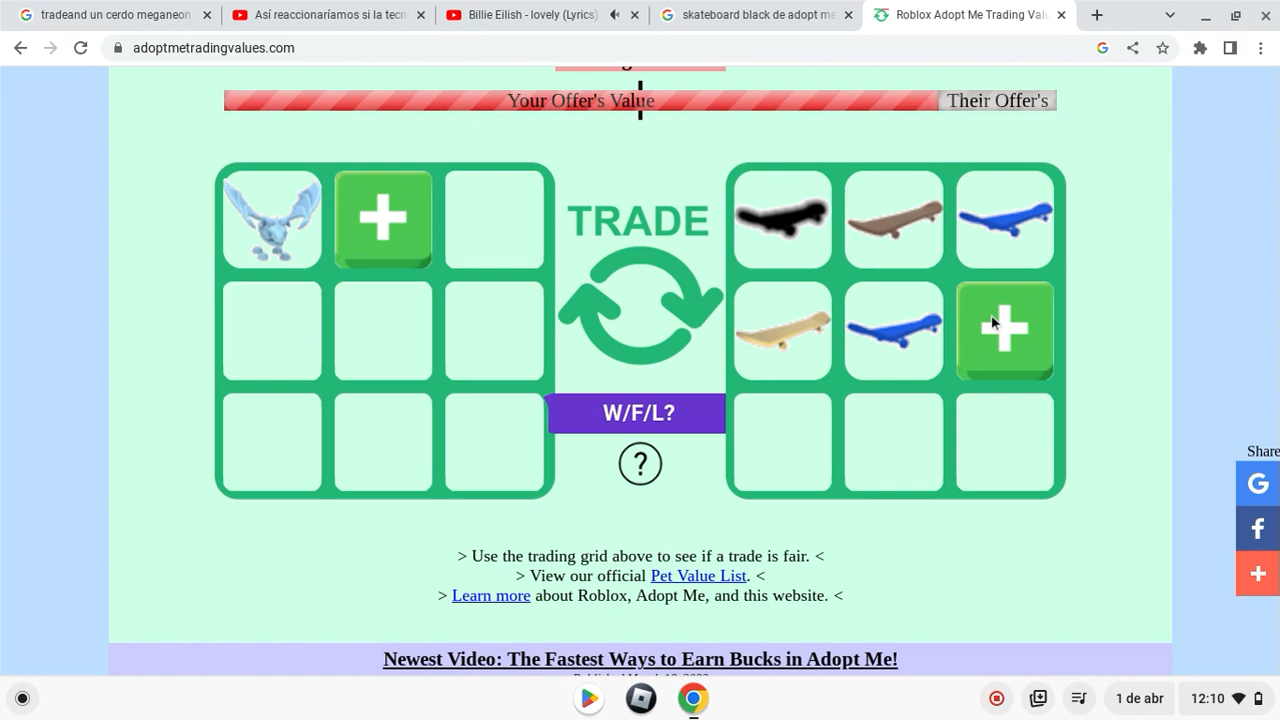 tradeand un cerdo meganeo
Así reaccionaríamos si la tecn
Billie Eilish - lovely (Lyrics)
skateboard black de adopt me
Roblox Adopt Me Trading Valu
adoptmetradingvalues.com
Your Offer's Value
Their Offer's
TRADE
W/F/L?
?
> Use the trading grid above to see if a trade is fair. <
> View our official Pet Value List. <
> Learn more about Roblox, Adopt Me, and this website. <
Share
Newest Video: The Fastest Ways to Earn Bucks in Adopt Me!
1 de abr
12:10